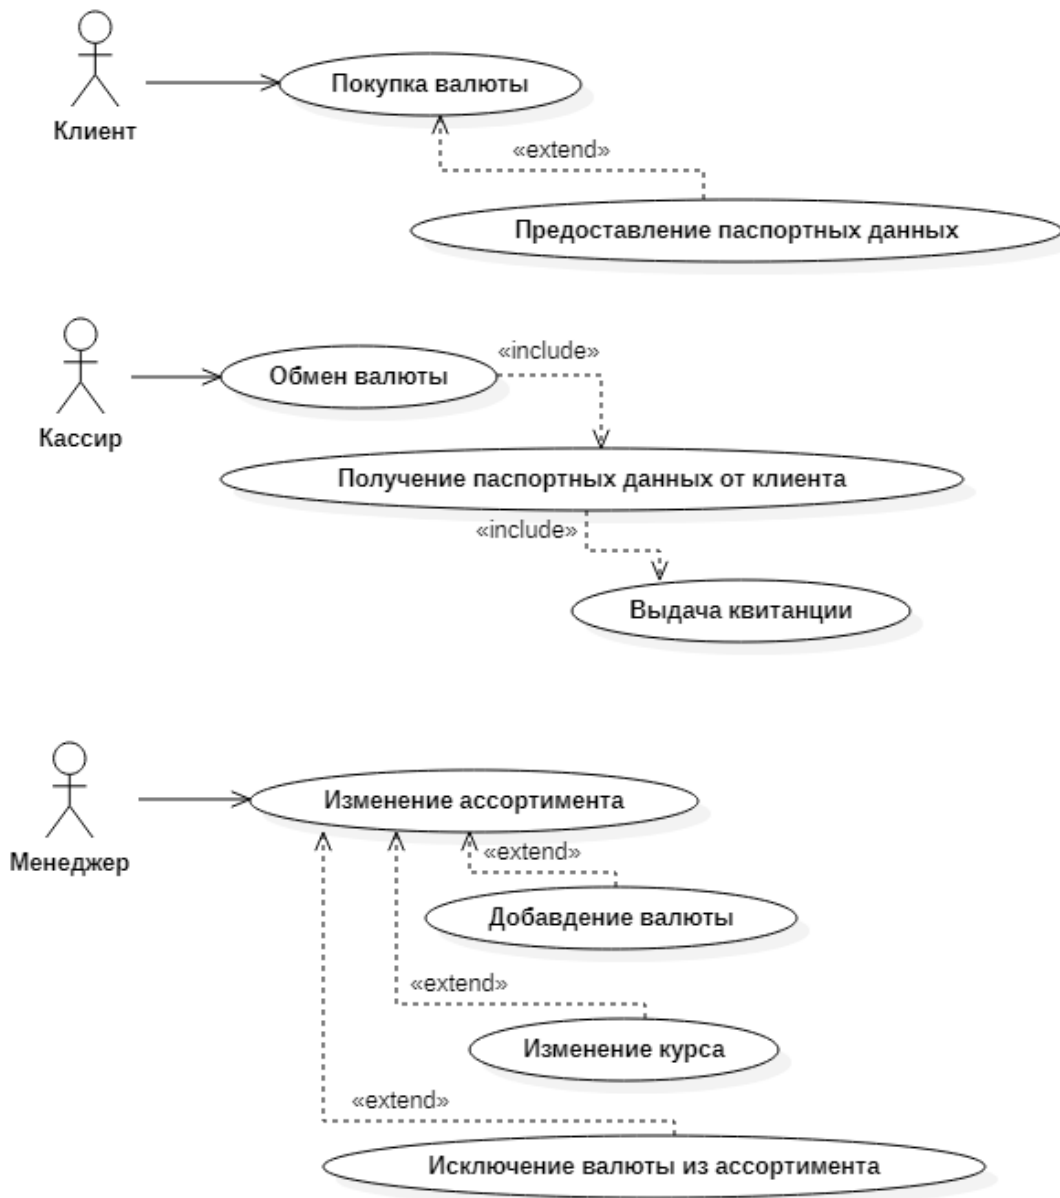 Покупка валюты
Клиент
«extend»
Предоставление паспортных данных
Обмен валюты
«include»
Кассир
Получение паспортных данных от клиента
«include»
Выдача квитанции
Изменение ассортимента
Менеджер
«extend»
Добавдение валюты
«extend»
Изменение курса
«extend»
Исключение валюты из ассортимента